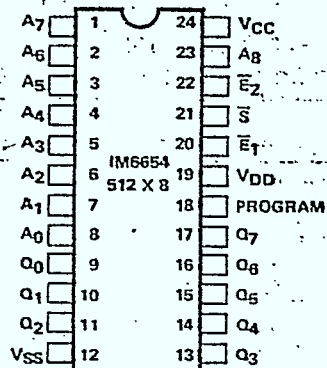 A7 1 24 VCC
A6 2 23 A8
A5 3 22 E̅2
A4 4 21 S̅
A3 5 20 E̅1
IM6654
A2 6 19 VDD
512 X 8
A1 7 18 PROGRAM
A0 8 17 Q7
Q0 9 16 Q6
Q1 10 15 Q5
Q2 11 14 Q4
VSS 12 13 Q3